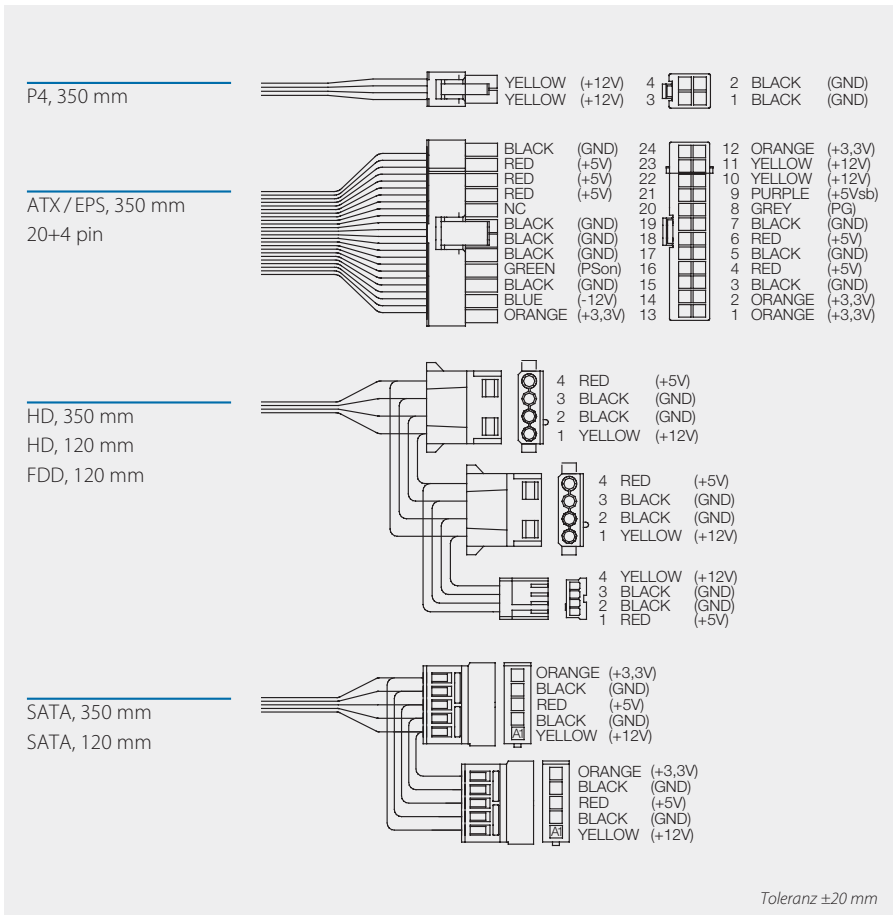 P4, 350 mm
YELLOW (+12V) 4 2 BLACK (GND)
YELLOW (+12V) 3 1 BLACK (GND)
ATX / EPS, 350 mm
20+4 pin
BLACK (GND) 24 12 ORANGE (+3,3V)
RED (+5V) 23 11 YELLOW (+12V)
RED (+5V) 22 10 YELLOW (+12V)
RED (+5V) 21 9 PURPLE (+5Vsb)
NC 20 8 GREY (PG)
BLACK (GND) 19 7 BLACK (GND)
BLACK (GND) 18 6 RED (+5V)
BLACK (GND) 17 5 BLACK (GND)
GREEN (PSon) 16 4 RED (+5V)
BLACK (GND) 15 3 BLACK (GND)
BLUE (-12V) 14 2 ORANGE (+3,3V)
ORANGE (+3,3V) 13 1 ORANGE (+3,3V)
HD, 350 mm
HD, 120 mm
FDD, 120 mm
4 RED (+5V)
3 BLACK (GND)
2 BLACK (GND)
1 YELLOW (+12V)
4 RED (+5V)
3 BLACK (GND)
2 BLACK (GND)
1 YELLOW (+12V)
4 YELLOW (+12V)
3 BLACK (GND)
2 BLACK (GND)
1 RED (+5V)
SATA, 350 mm
SATA, 120 mm
ORANGE (+3,3V)
BLACK (GND)
RED (+5V)
BLACK (GND)
A1 YELLOW (+12V)
ORANGE (+3,3V)
BLACK (GND)
RED (+5V)
BLACK (GND)
A1 YELLOW (+12V)
Toleranz ±20 mm